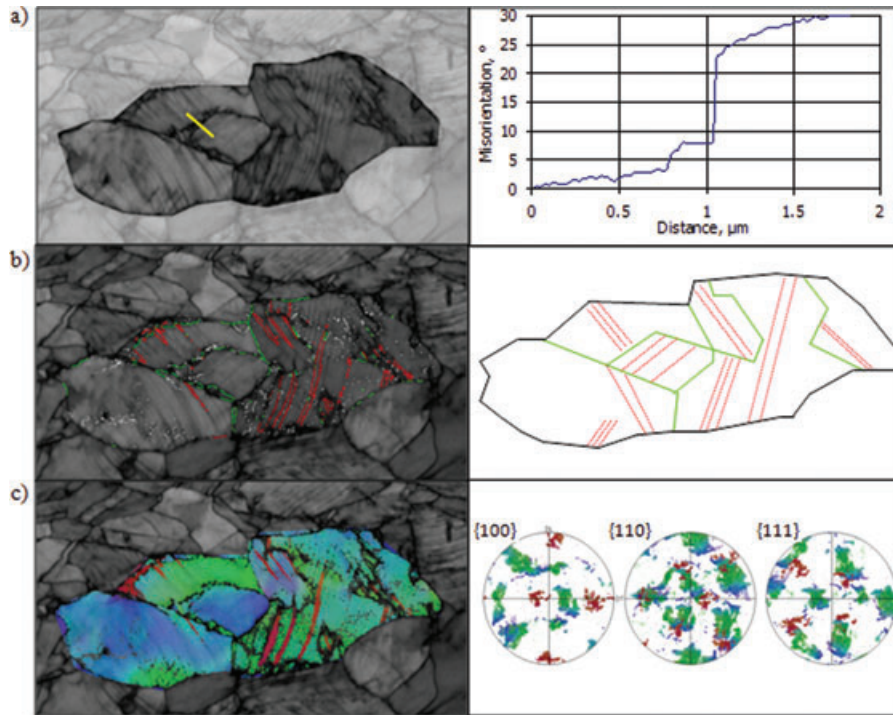 a)
Misorientation, °
30
25
20
15
10
5
0
0 0.5 1 1.5 2
Distance, µm
b)
c)
{100} {110} {111}